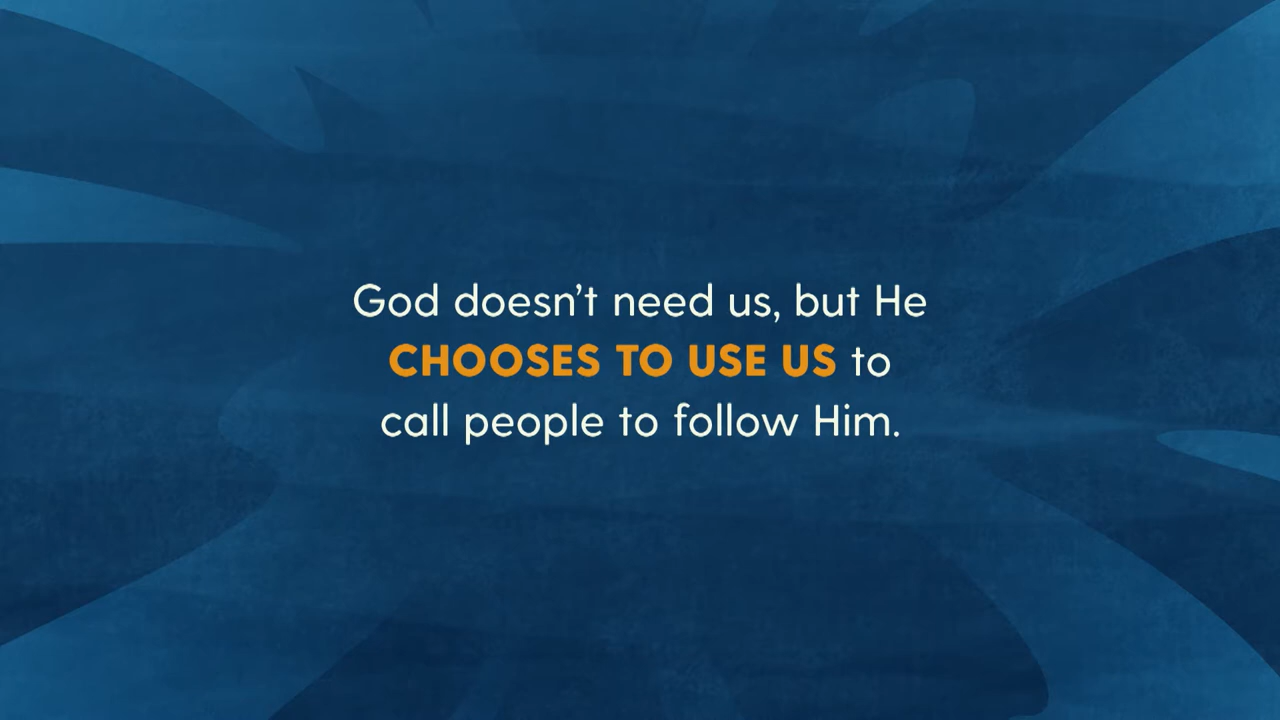 God doesn’t need us, but He
CHOOSES TO USE US to
call people to follow Him.